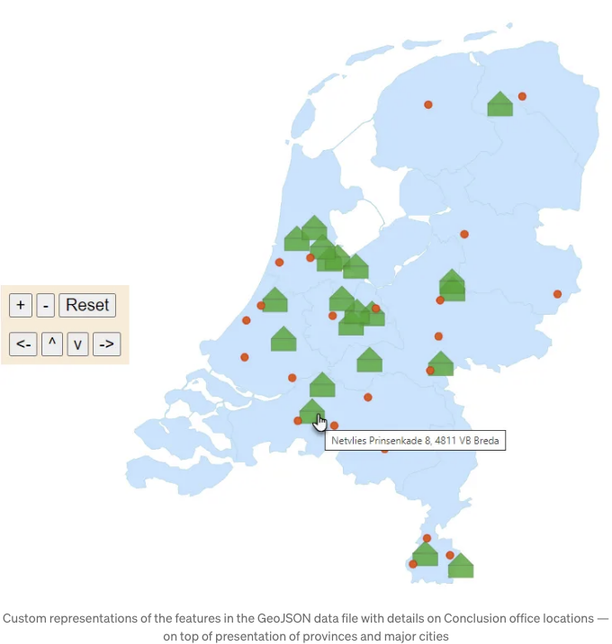 + - Reset
<- ^ v ->
Netvlies Prinsenkade 8, 4811 VB Breda
Custom representations of the features in the GeoJSON data file with details on Conclusion office locations —
on top of presentation of provinces and major cities